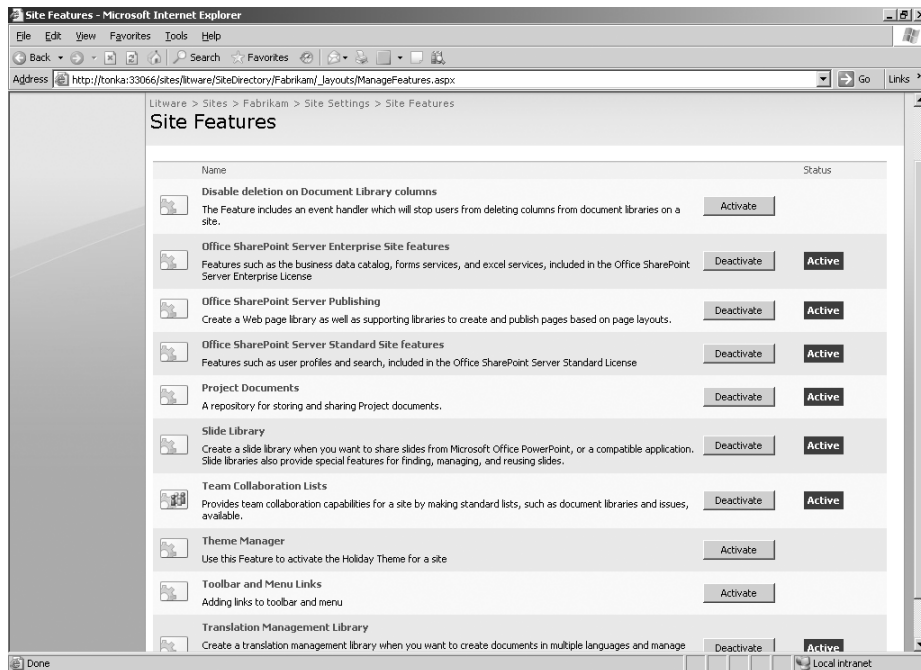 Site Features - Microsoft Internet Explorer
File Edit View Favorites Tools Help
Back Search Favorites
Address http://tonka:33066/sites/litware/SiteDirectory/Fabrikam/_layouts/ManageFeatures.aspx Go Links
Litware > Sites > Fabrikam > Site Settings > Site Features
Site Features
Name Status
Disable deletion on Document Library columns
The Feature includes an event handler which will stop users from deleting columns from document libraries on a
site.
Activate
Office SharePoint Server Enterprise Site features
Features such as the business data catalog, forms services, and excel services, included in the Office SharePoint
Server Enterprise License
Deactivate Active
Office SharePoint Server Publishing
Create a Web page library as well as supporting libraries to create and publish pages based on page layouts.
Deactivate Active
Office SharePoint Server Standard Site features
Features such as user profiles and search, included in the Office SharePoint Server Standard License
Deactivate Active
Project Documents
A repository for storing and sharing Project documents.
Deactivate Active
Slide Library
Create a slide library when you want to share slides from Microsoft Office PowerPoint, or a compatible application.
Slide libraries also provide special features for finding, managing, and reusing slides.
Deactivate Active
Team Collaboration Lists
Provides team collaboration capabilities for a site by making standard lists, such as document libraries and issues,
available.
Deactivate Active
Theme Manager
Use this Feature to activate the Holiday Theme for a site
Activate
Toolbar and Menu Links
Adding links to toolbar and menu
Activate
Translation Management Library
Create a translation management library when you want to create documents in multiple languages and manage
Deactivate Active
Done Local intranet